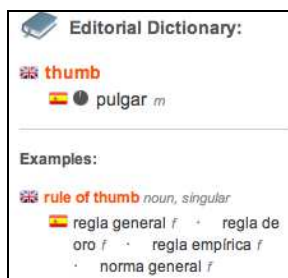 Editorial Dictionary:
thumb
pulgar m
Examples:
rule of thumb noun, singular
regla general f · regla de
oro f · regla empírica f
· norma general f